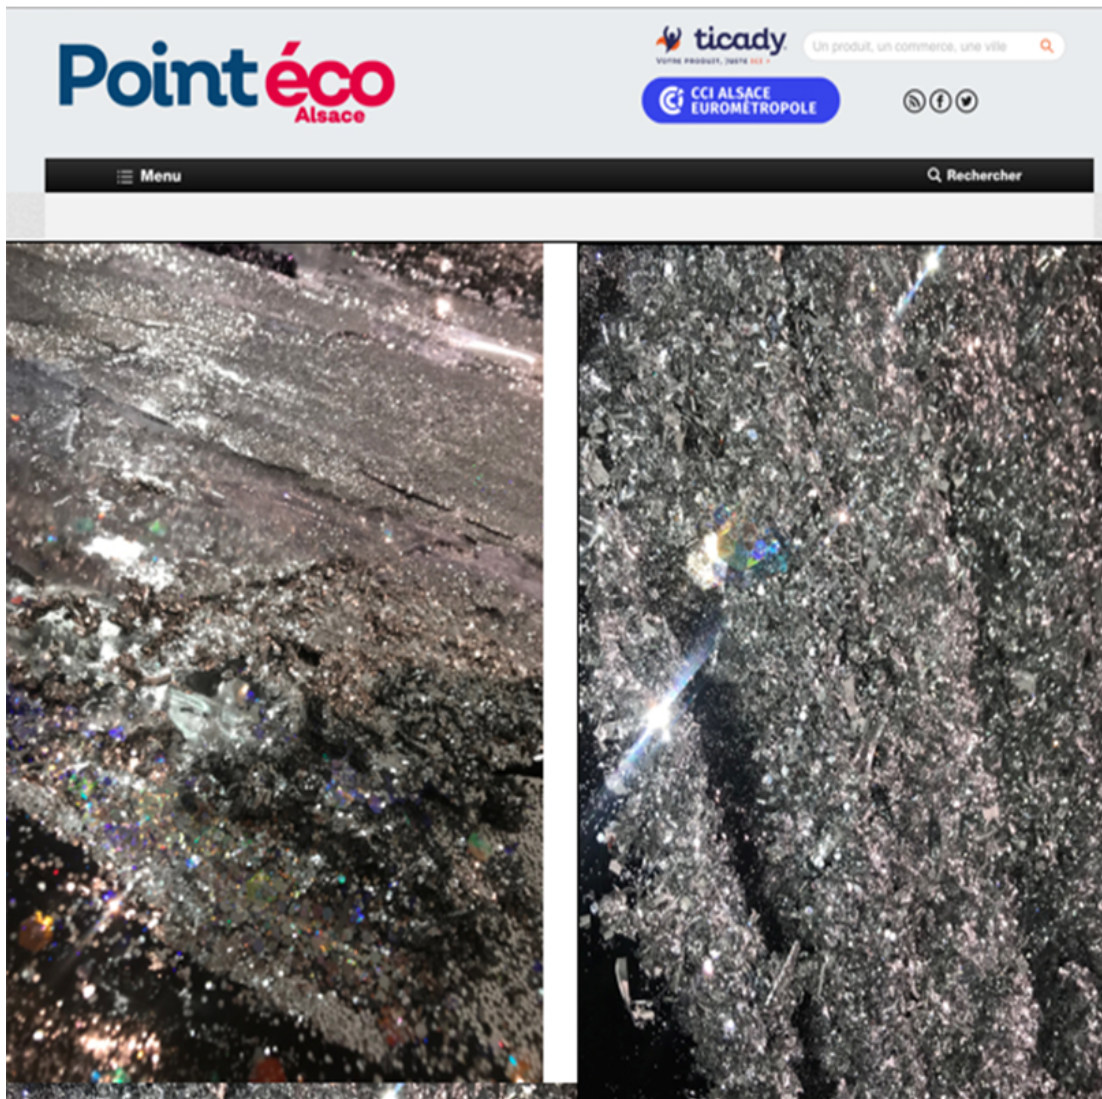 Point éco
Alsace
ticady
VOTRE PRODUIT, JUSTE ICI
Un produit, un commerce, une ville
CCI ALSACE
EUROMÉTROPOLE
Menu
Rechercher